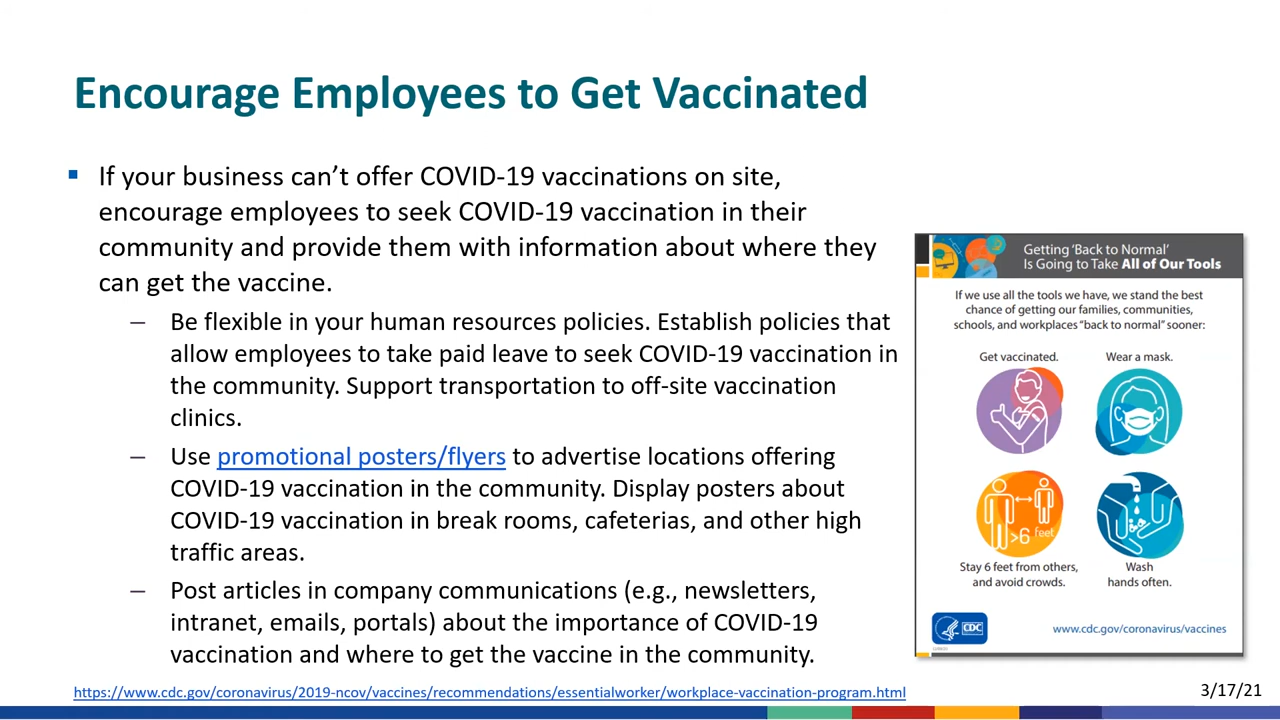 Encourage Employees to Get Vaccinated
▪ If your business can’t offer COVID-19 vaccinations on site,
encourage employees to seek COVID-19 vaccination in their
community and provide them with information about where they
can get the vaccine.
– Be flexible in your human resources policies. Establish policies that
allow employees to take paid leave to seek COVID-19 vaccination in
the community. Support transportation to off-site vaccination
clinics.
– Use promotional posters/flyers to advertise locations offering
COVID-19 vaccination in the community. Display posters about
COVID-19 vaccination in break rooms, cafeterias, and other high
traffic areas.
– Post articles in company communications (e.g., newsletters,
intranet, emails, portals) about the importance of COVID-19
vaccination and where to get the vaccine in the community.
Getting ‘Back to Normal’
Is Going to Take All of Our Tools
If we use all the tools we have, we stand the best
chance of getting our families, communities,
schools, and workplaces “back to normal” sooner:
Get vaccinated.
Wear a mask.
>6 feet
Stay 6 feet from others,
and avoid crowds.
Wash
hands often.
CDC
www.cdc.gov/coronavirus/vaccines
https://www.cdc.gov/coronavirus/2019-ncov/vaccines/recommendations/essentialworker/workplace-vaccination-program.html
3/17/21